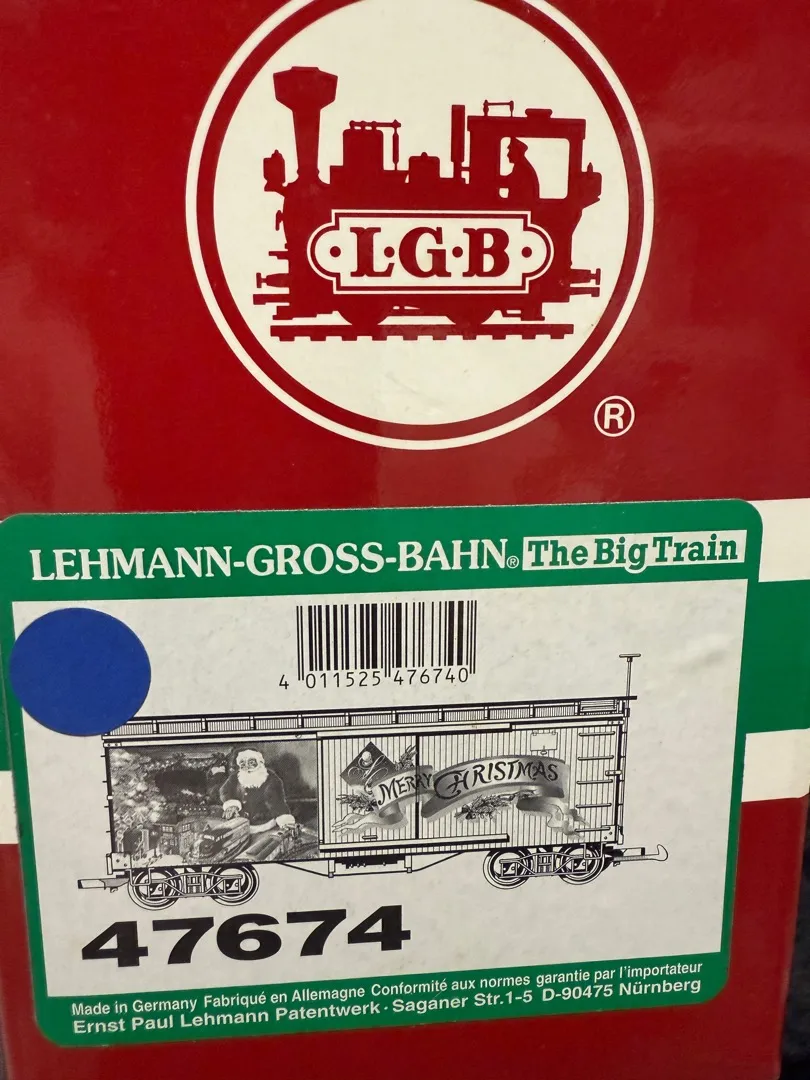 L·G·B
®
LEHMANN-GROSS-BAHN® The Big Train
4 011525 476740
MERRY CHRISTMAS
47674
Made in Germany Fabriqué en Allemagne Conformité aux normes garantie par l'importateur
Ernst Paul Lehmann Patentwerk · Saganer Str.1-5 D-90475 Nürnberg